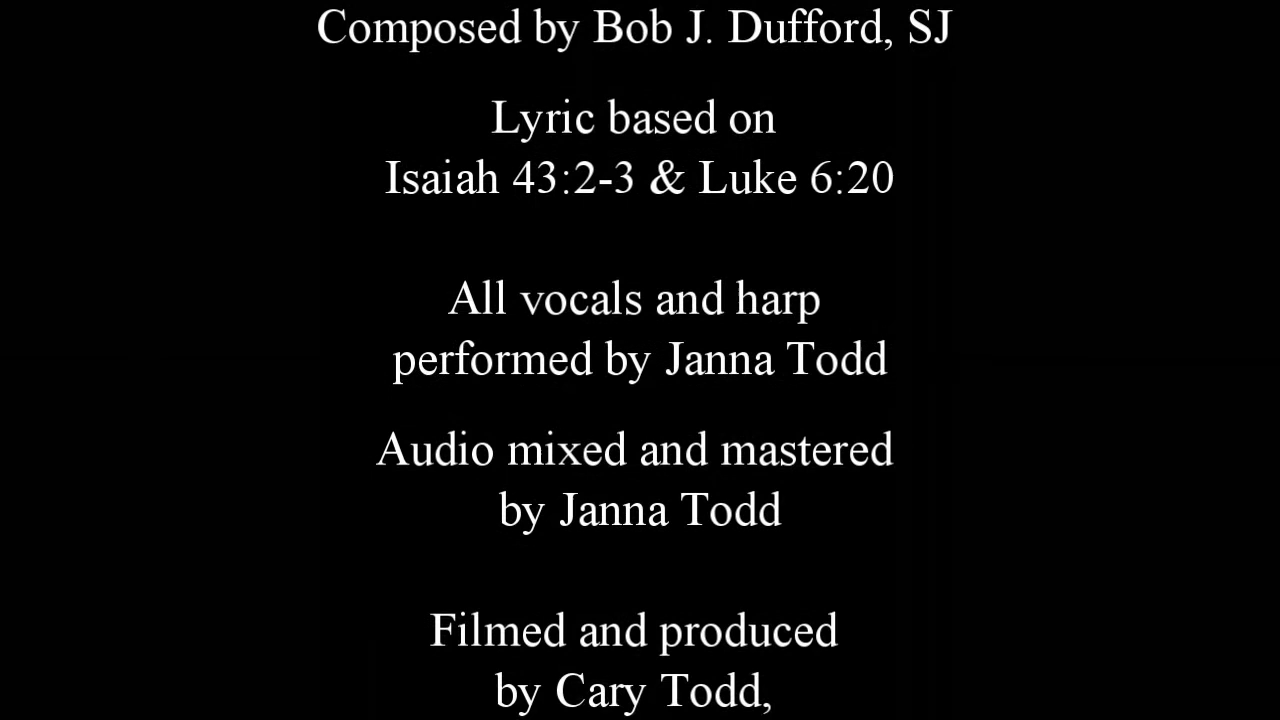 Composed by Bob J. Dufford, SJ
Lyric based on
Isaiah 43:2-3 & Luke 6:20
All vocals and harp
performed by Janna Todd
Audio mixed and mastered
by Janna Todd
Filmed and produced
by Cary Todd,